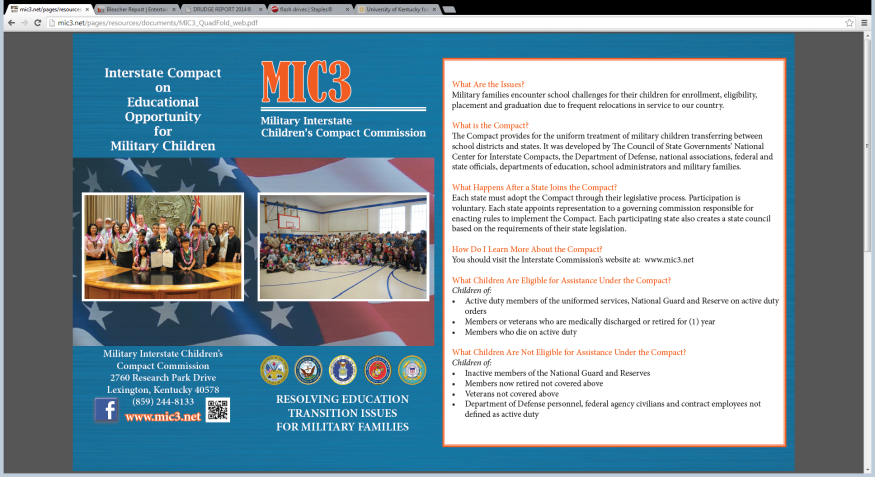 mic3.net/pages/resources
Bleacher Report | Entertai
DRUDGE REPORT 2014®
flash drives | Staples®
University of Kentucky fo
mic3.net/pages/resources/documents/MIC3_QuadFold_web.pdf
Interstate Compact
on
Educational
Opportunity
for
Military Children
Military Interstate Children's
Compact Commission
2760 Research Park Drive
Lexington, Kentucky 40578
(859) 244-8133
f
www.mic3.net
MIC3
Military Interstate
Children's Compact Commission
RESOLVING EDUCATION
TRANSITION ISSUES
FOR MILITARY FAMILIES
What Are the Issues?
Military families encounter school challenges for their children for enrollment, eligibility,
placement and graduation due to frequent relocations in service to our country.
What is the Compact?
The Compact provides for the uniform treatment of military children transferring between
school districts and states. It was developed by The Council of State Governments' National
Center for Interstate Compacts, the Department of Defense, national associations, federal and
state officials, departments of education, school administrators and military families.
What Happens After a State Joins the Compact?
Each state must adopt the Compact through their legislative process. Participation is
voluntary. Each state appoints representation to a governing commission responsible for
enacting rules to implement the Compact. Each participating state also creates a state council
based on the requirements of their state legislation.
How Do I Learn More About the Compact?
You should visit the Interstate Commission's website at: www.mic3.net
What Children Are Eligible for Assistance Under the Compact?
Children of:
• Active duty members of the uniformed services, National Guard and Reserve on active duty
orders
• Members or veterans who are medically discharged or retired for (1) year
• Members who die on active duty
What Children Are Not Eligible for Assistance Under the Compact?
Children of:
• Inactive members of the National Guard and Reserves
• Members now retired not covered above
• Veterans not covered above
• Department of Defense personnel, federal agency civilians and contract employees not
defined as active duty